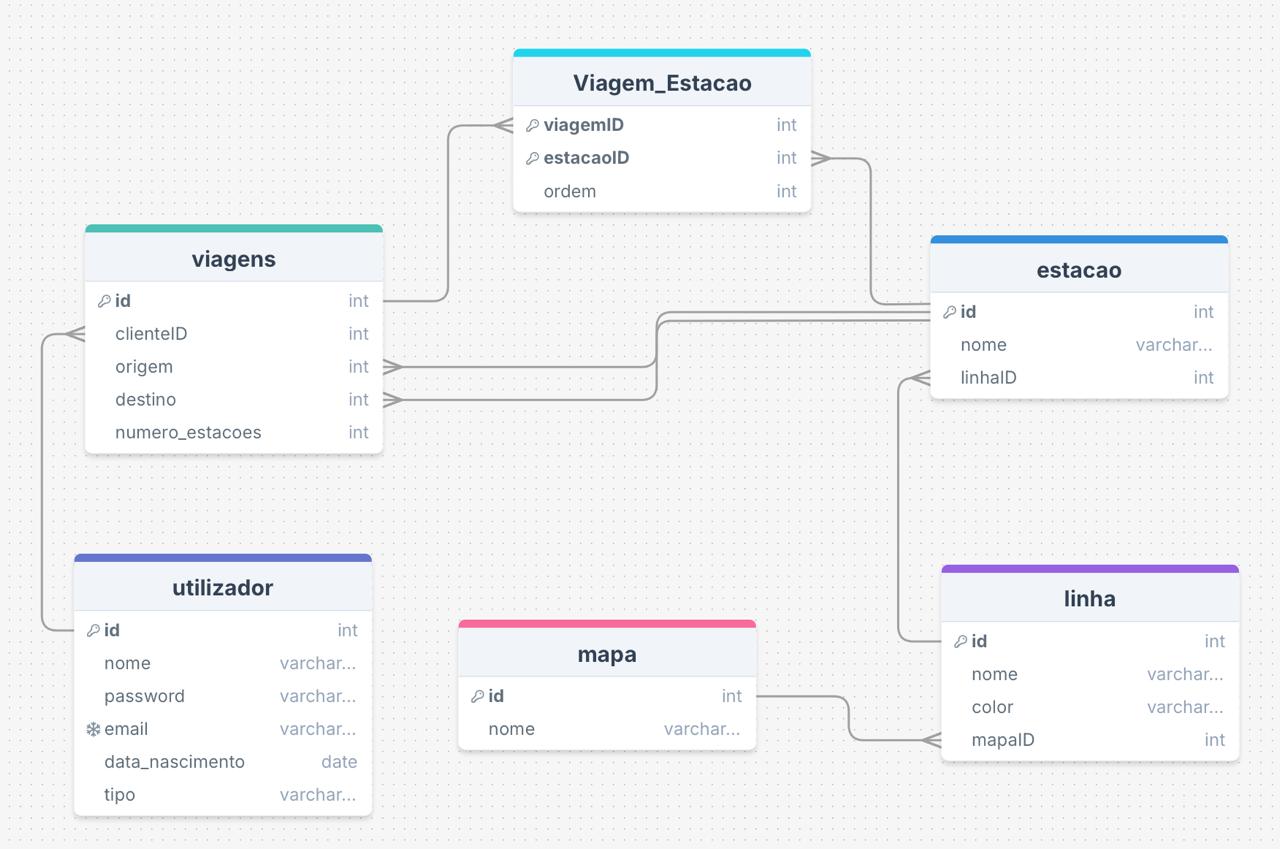 Viagem_Estacao
viagemID int
estacaoID int
ordem int
viagens
id int
clienteID int
origem int
destino int
numero_estacoes int
estacao
id int
nome varchar...
linhaID int
utilizador
id int
nome varchar...
password varchar...
email varchar...
data_nascimento date
tipo varchar...
mapa
id int
nome varchar...
linha
id int
nome varchar...
color varchar...
mapaID int